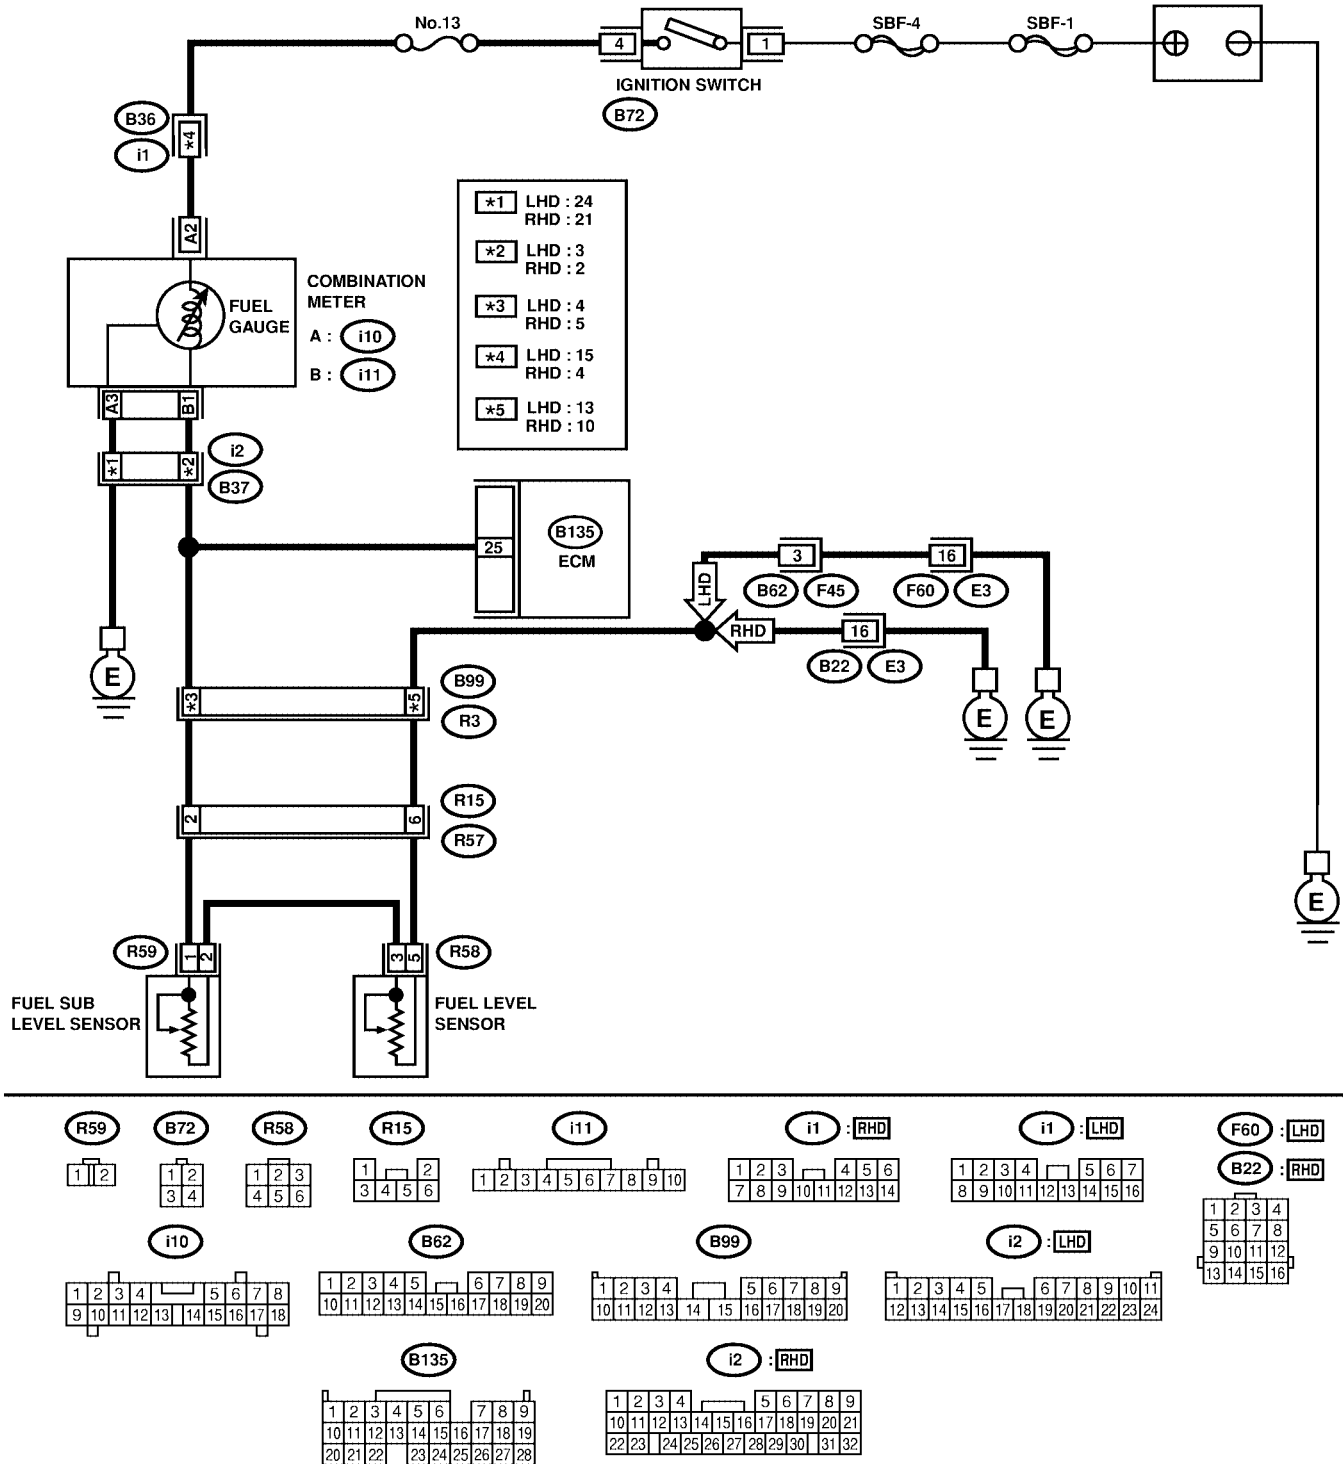 No.13
SBF-4
SBF-1
4
1
IGNITION SWITCH
B72
B36
i1
*4
A2
*1 LHD : 24
RHD : 21
*2 LHD : 3
RHD : 2
*3 LHD : 4
RHD : 5
*4 LHD : 15
RHD : 4
*5 LHD : 13
RHD : 10
COMBINATION
METER
FUEL
GAUGE
A : i10
B : i11
A3
B1
*1
*2
i2
B37
25
B135
ECM
3
16
B62
F45
F60
E3
LHD
RHD
16
B22
E3
E
*3
*5
B99
R3
E
E
2
6
R15
R57
E
R59
1
2
3
5
R58
FUEL SUB
LEVEL SENSOR
FUEL LEVEL
SENSOR
R59
1 2
B72
1 2
3 4
R58
1 2 3
4 5 6
R15
1 2
3 4 5 6
i11
1 2 3 4 5 6 7 8 9 10
i1 : RHD
1 2 3 4 5 6
7 8 9 10 11 12 13 14
i1 : LHD
1 2 3 4 5 6 7
8 9 10 11 12 13 14 15 16
F60 : LHD
B22 : RHD
1 2 3 4
5 6 7 8
9 10 11 12
13 14 15 16
i10
1 2 3 4 5 6 7 8
9 10 11 12 13 14 15 16 17 18
B62
1 2 3 4 5 6 7 8 9
10 11 12 13 14 15 16 17 18 19 20
B99
1 2 3 4 5 6 7 8 9
10 11 12 13 14 15 16 17 18 19 20
i2 : LHD
1 2 3 4 5 6 7 8 9 10 11
12 13 14 15 16 17 18 19 20 21 22 23 24
B135
1 2 3 4 5 6 7 8 9
10 11 12 13 14 15 16 17 18 19
20 21 22 23 24 25 26 27 28
i2 : RHD
1 2 3 4 5 6 7 8 9
10 11 12 13 14 15 16 17 18 19 20 21
22 23 24 25 26 27 28 29 30 31 32